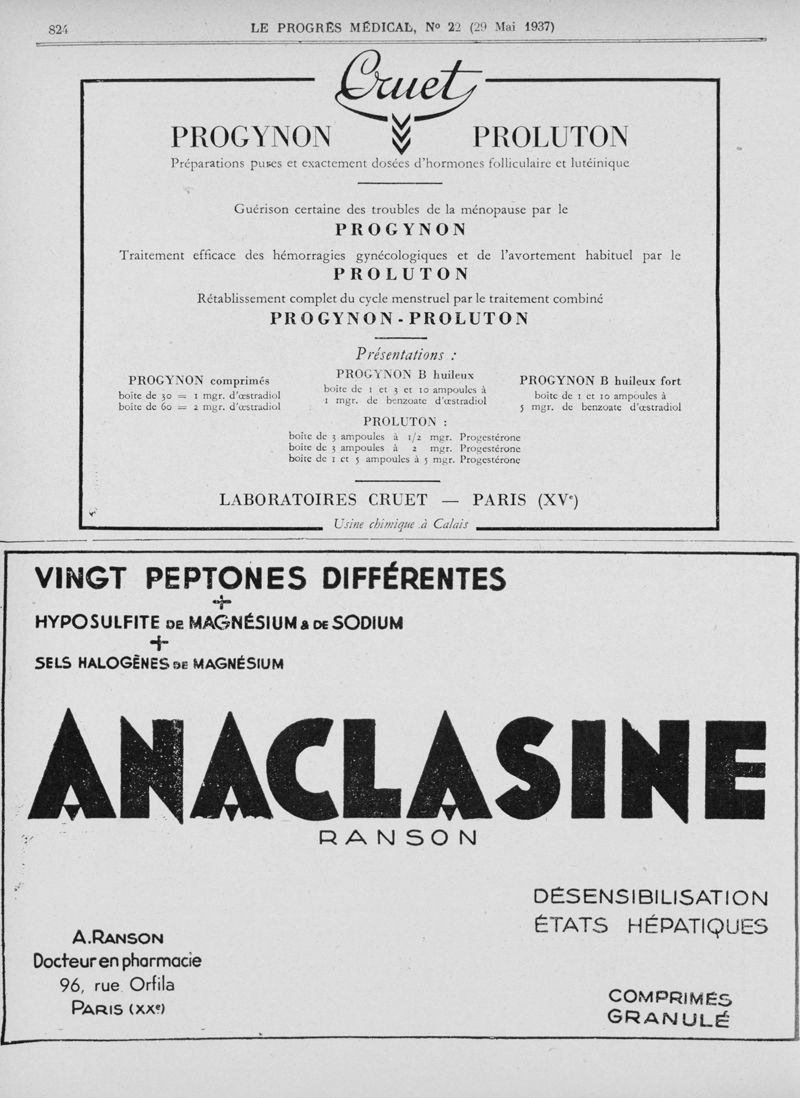 824
LE PROGRÈS MÉDICAL, Nº 22 (29 Mai 1937)
Cruet
PROGYNON PROLUTON
Préparations pures et exactement dosées d'hormones folliculaire et lutéinique
Guérison certaine des troubles de la ménopause par le
PROGYNON
Traitement efficace des hémorragies gynécologiques et de l'avortement habituel par le
PROLUTON
Rétablissement complet du cycle menstruel par le traitement combiné
PROGYNON-PROLUTON
Présentations :
PROGYNON comprimés
boite de 30 = 1 mgr. d'œstradiol
boite de 60 = 2 mgr. d'œstradiol
PROGYNON B huileux
boite de 1 et 3 et 10 ampoules à
1 mgr. de benzoate d'œstradiol
PROGYNON B huileux fort
boite de 1 et 10 ampoules à
5 mgr. de benzoate d'œstradiol
PROLUTON :
boîte de 3 ampoules à 1/2 mgr. Progestérone
boite de 3 ampoules à 2 mgr. Progestérone
boite de 1 et 5 ampoules à 5 mgr. Progestérone
LABORATOIRES CRUET — PARIS (XVe)
Usine chimique à Calais
VINGT PEPTONES DIFFÉRENTES
+
HYPOSULFITE DE MAGNÉSIUM & DE SODIUM
+
SELS HALOGÈNES DE MAGNÉSIUM
ANACLASINE
RANSON
DÉSENSIBILISATION
ÉTATS HÉPATIQUES
A. RANSON
Docteur en pharmacie
96, rue Orfila
PARIS (XXe)
COMPRIMÉS
GRANULÉ